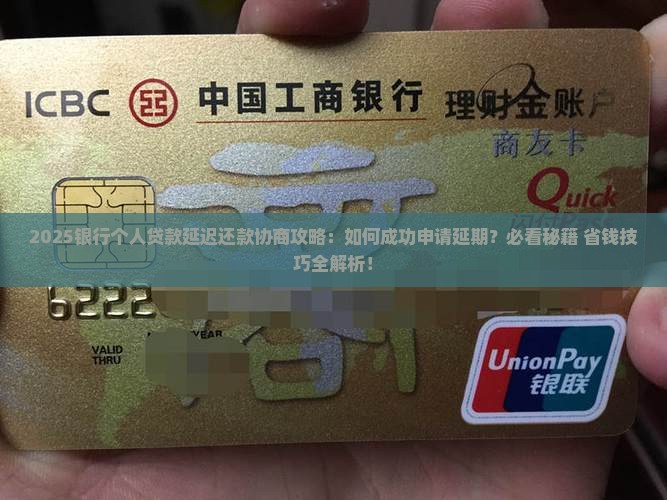 ICBC 中国工商银行 理财金账户
商友卡
Quick
2025银行个人贷款延迟还款协商攻略：如何成功申请延期？必看秘籍 省钱技
巧全解析！
6222
YEAR
VALID
THRU
UnionPay
银联